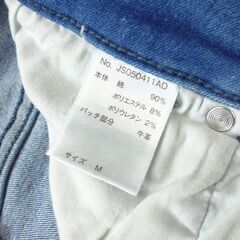 No. JS050411AD
本体 綿 90%
ポリエステル 8%
ポリウレタン 2%
パッチ部分 牛革
サイズ M